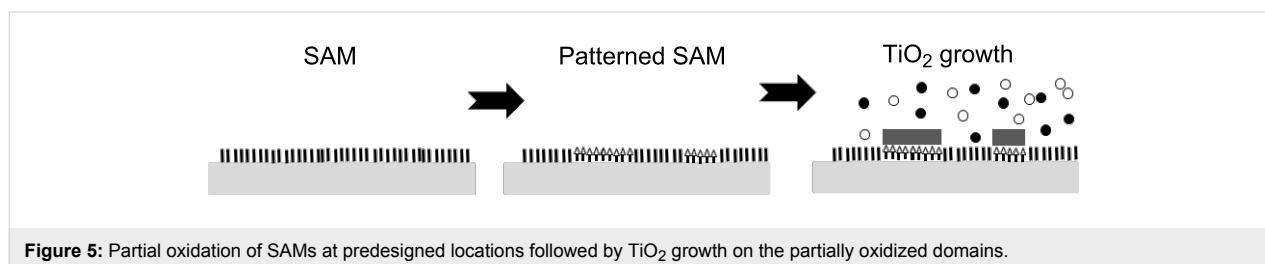 SAM
Patterned SAM
TiO₂ growth
Figure 5: Partial oxidation of SAMs at predesigned locations followed by TiO₂ growth on the partially oxidized domains.